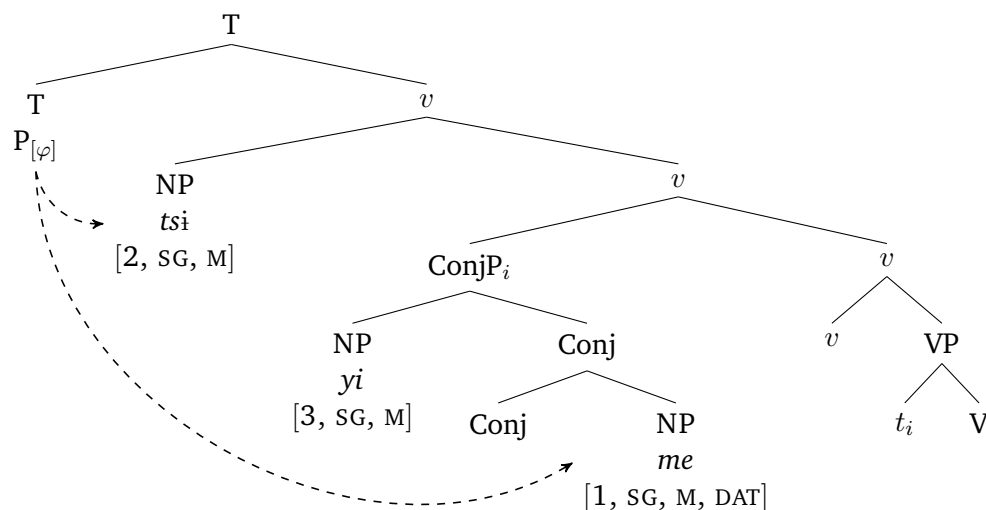 T
T v
P[φ]
NP v
tsɨ
[2, SG, M]
ConjPᵢ v
NP Conj v VP
yi
[3, SG, M] Conj NP tᵢ V
me
[1, SG, M, DAT]